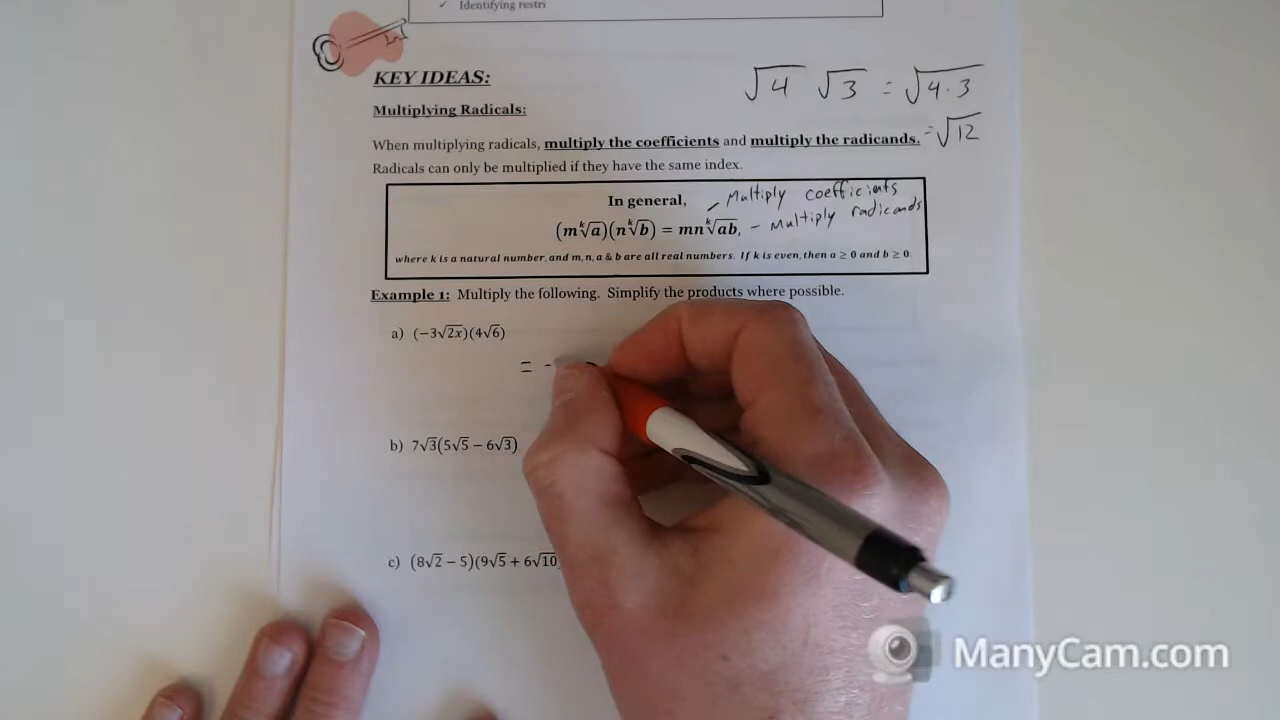 ✓ Identifying restri
KEY IDEAS:
√4 √3 = √4·3
Multiplying Radicals:
When multiplying radicals, multiply the coefficients and multiply the radicands.
=√12
Radicals can only be multiplied if they have the same index.
In general,
Multiply coefficients
(m ᵏ√a)(n ᵏ√b) = mn ᵏ√ab,
- Multiply radicands
where k is a natural number, and m, n, a & b are all real numbers. If k is even, then a ≥ 0 and b ≥ 0.
Example 1: Multiply the following. Simplify the products where possible.
a) (−3√2x)(4√6)
= -
b) 7√3(5√5 − 6√3)
c) (8√2 − 5)(9√5 + 6√10
ManyCam.com